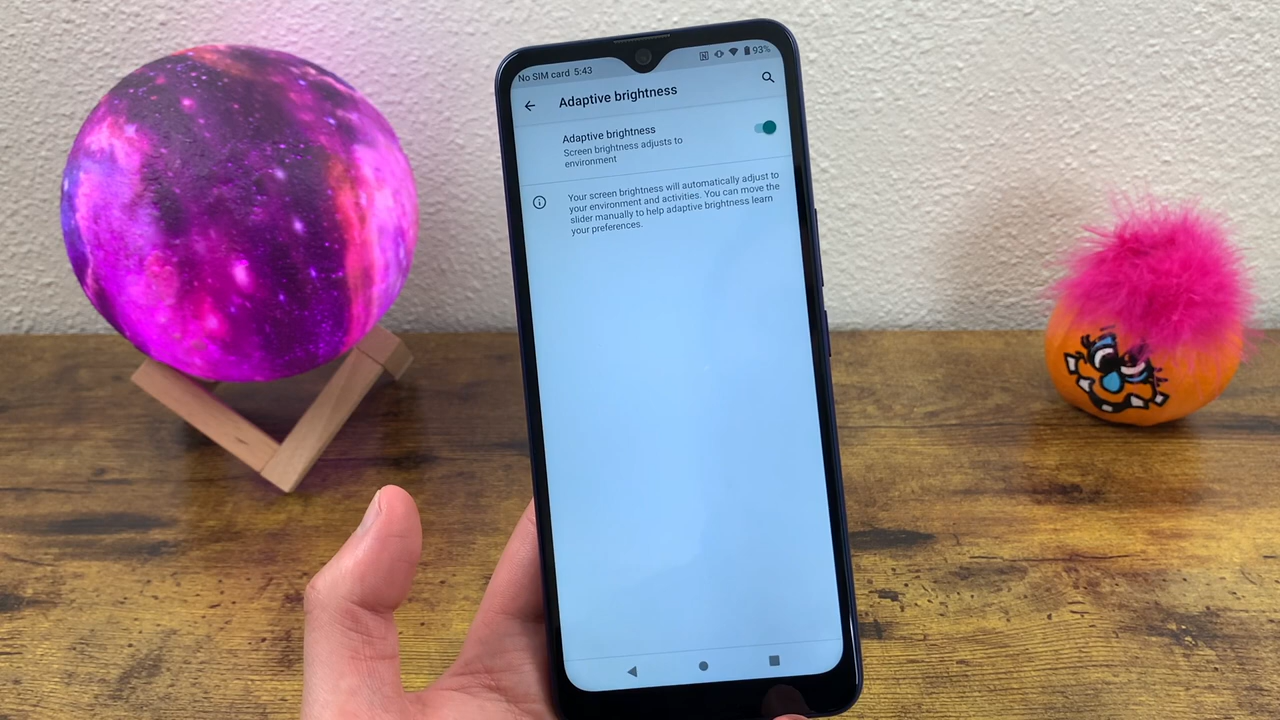 No SIM card 5:43
93%
Adaptive brightness
Adaptive brightness
Screen brightness adjusts to
environment
Your screen brightness will automatically adjust to
your environment and activities. You can move the
slider manually to help adaptive brightness learn
your preferences.